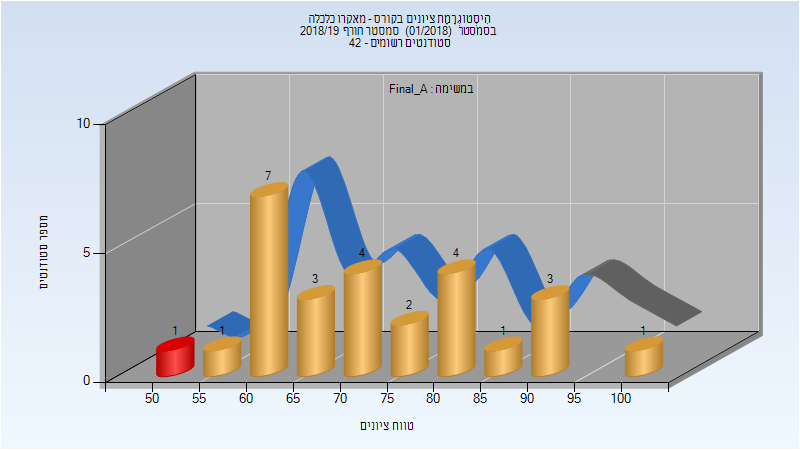 היסטוגרמת ציונים בקורס - מאקרו כלכלה
בסמסטר (01/2018) סמסטר חורף 2018/19
סטודנטים רשומים - 42
במשימה : Final_A
מספר סטודנטים
10
5
0
1
1
7
3
4
2
4
1
3
1
50 55 60 65 70 75 80 85 90 95 100
טווח ציונים